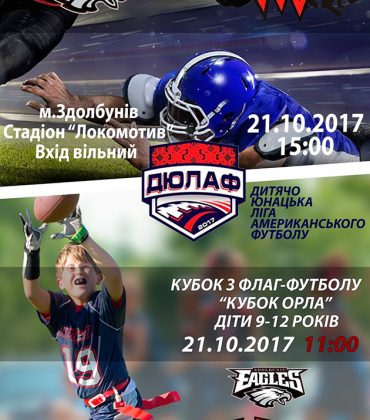 м.Здолбунів
Стадіон "Локомотив
Вхід вільний
21.10.2017
15:00
ДЮЛАФ
2017
ДИТЯЧО
ЮНАЦЬКА
ЛІГА
АМЕРИКАНСЬКОГО
ФУТБОЛУ
КУБОК З ФЛАГ-ФУТБОЛУ
"КУБОК ОРЛА"
ДІТИ 9-12 РОКІВ
21.10.2017 11:00
19
EAGLES